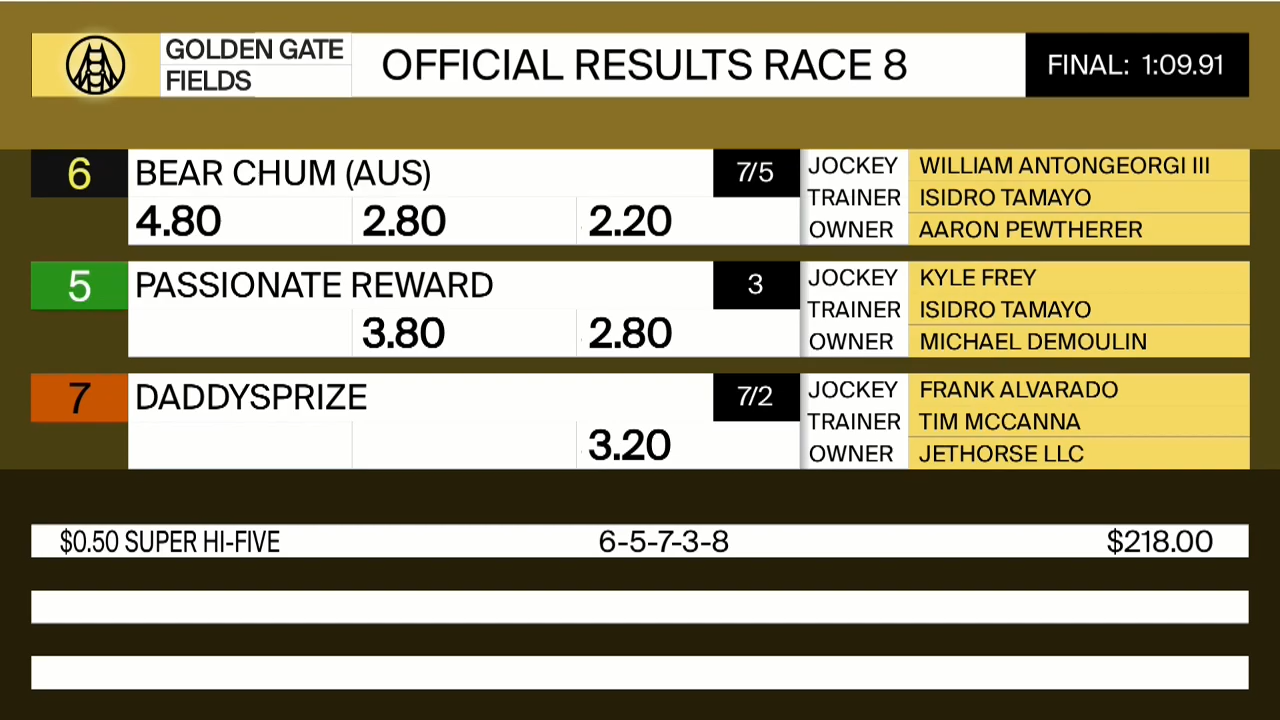 GOLDEN GATE
FIELDS
OFFICIAL RESULTS RACE 8
FINAL: 1:09.91
6 BEAR CHUM (AUS) 7/5
4.80 2.80 2.20
JOCKEY WILLIAM ANTONGEORGI III
TRAINER ISIDRO TAMAYO
OWNER AARON PEWTHERER
5 PASSIONATE REWARD 3
3.80 2.80
JOCKEY KYLE FREY
TRAINER ISIDRO TAMAYO
OWNER MICHAEL DEMOULIN
7 DADDYSPRIZE 7/2
3.20
JOCKEY FRANK ALVARADO
TRAINER TIM MCCANNA
OWNER JETHORSE LLC
$0.50 SUPER HI-FIVE 6-5-7-3-8 $218.00